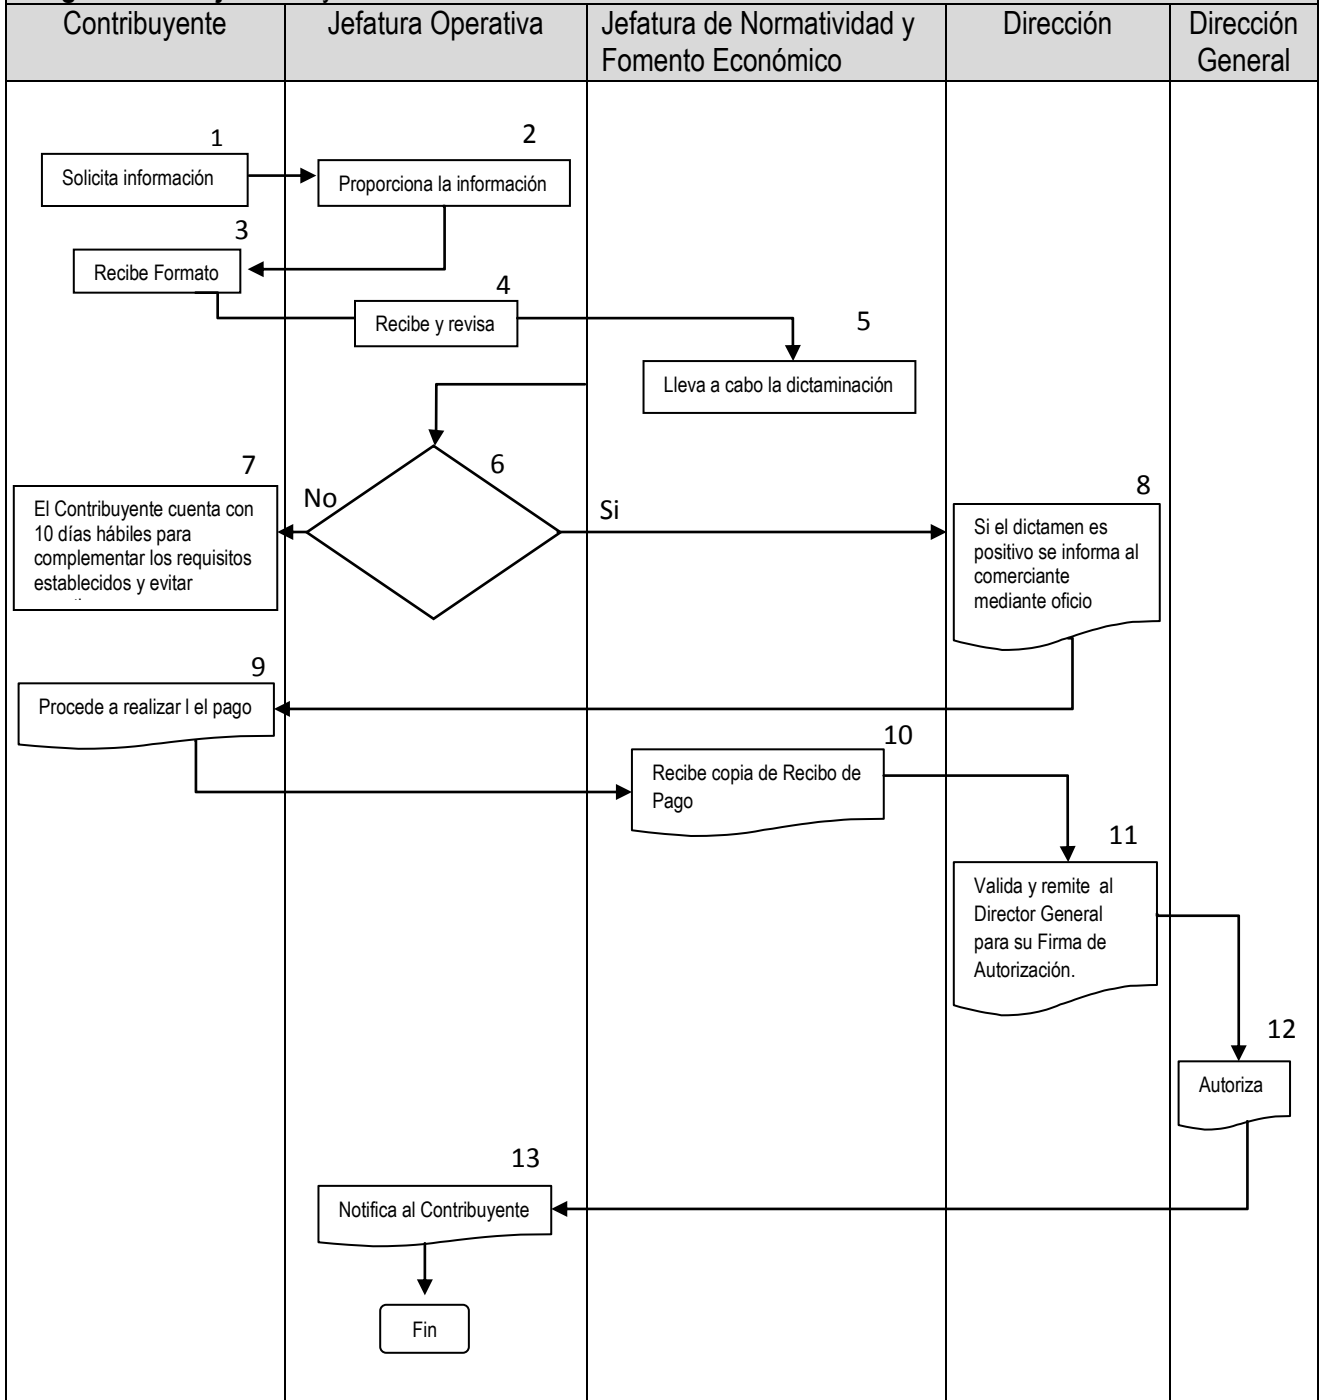 Contribuyente
Jefatura Operativa
Jefatura de Normatividad y
Fomento Económico
Dirección
Dirección
General
1
Solicita información
2
Proporciona la información
3
Recibe Formato
4
Recibe y revisa
5
Lleva a cabo la dictaminación
6
No
Si
7
El Contribuyente cuenta con
10 días hábiles para
complementar los requisitos
establecidos y evitar
8
Si el dictamen es
positivo se informa al
comerciante
mediante oficio
9
Procede a realizar l el pago
10
Recibe copia de Recibo de
Pago
11
Valida y remite al
Director General
para su Firma de
Autorización.
12
Autoriza
13
Notifica al Contribuyente
Fin